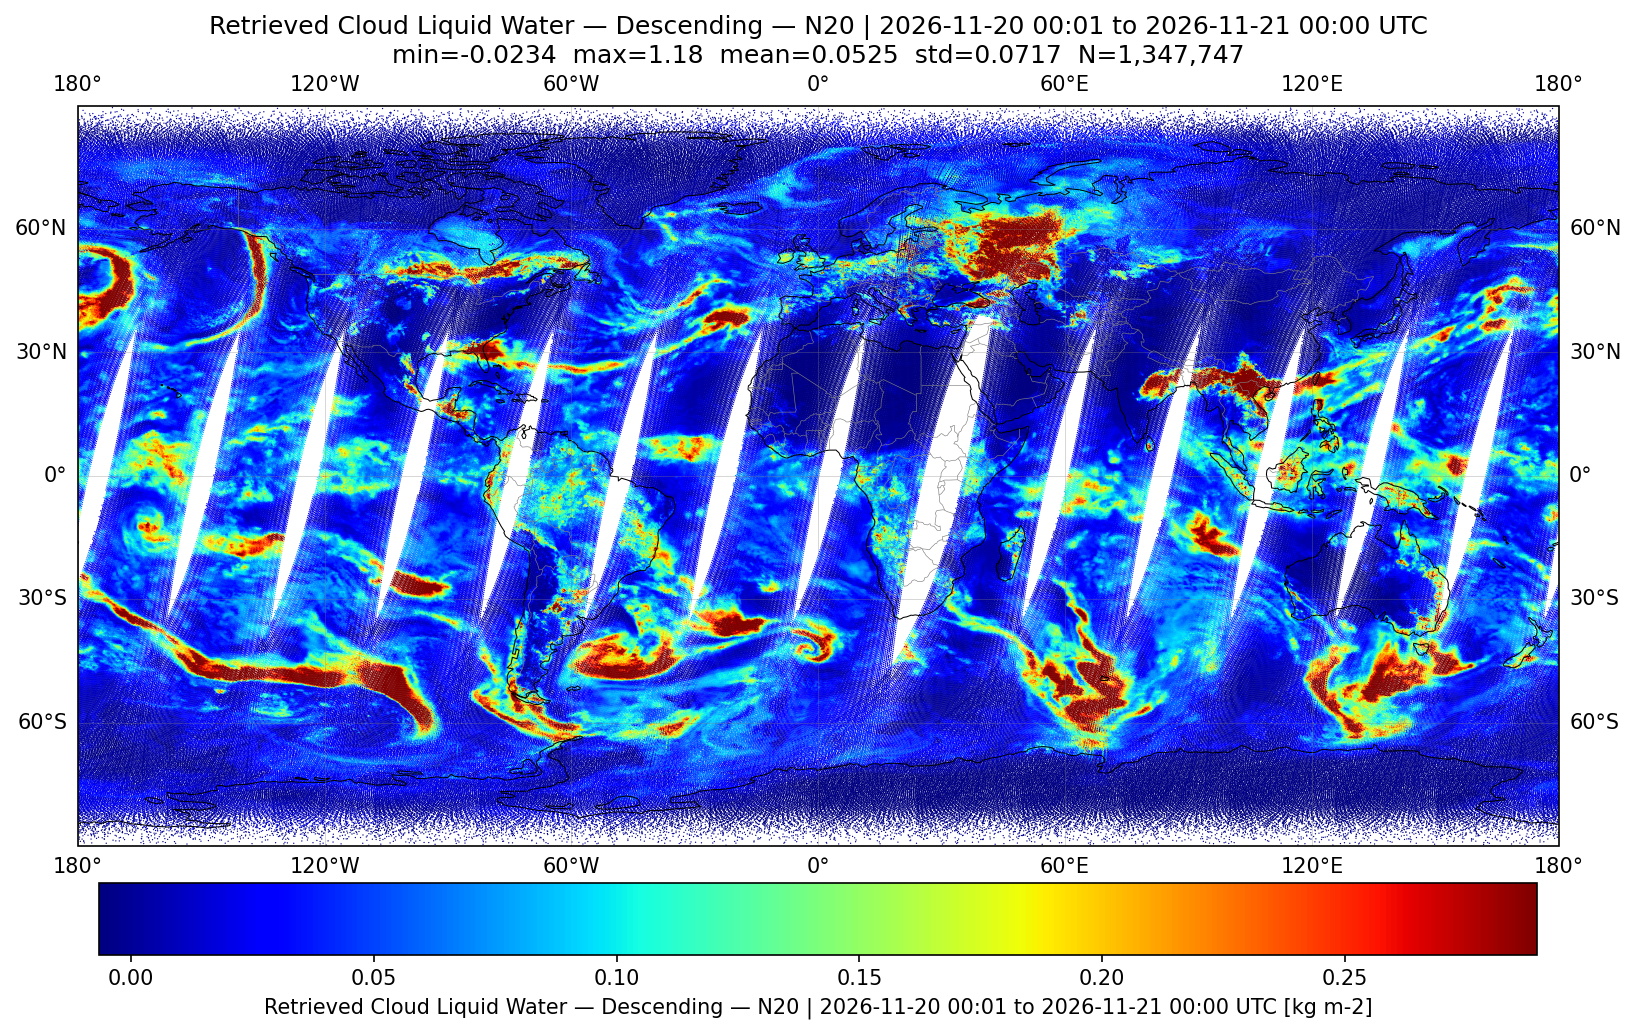 Retrieved Cloud Liquid Water — Descending — N20 | 2026-11-20 00:01 to 2026-11-21 00:00 UTC
min=-0.0234 max=1.18 mean=0.0525 std=0.0717 N=1,347,747
180° 120°W 60°W 0° 60°E 120°E 180°
60°N 60°N
30°N 30°N
0° 0°
30°S 30°S
60°S 60°S
180° 120°W 60°W 0° 60°E 120°E 180°
0.00 0.05 0.10 0.15 0.20 0.25
Retrieved Cloud Liquid Water — Descending — N20 | 2026-11-20 00:01 to 2026-11-21 00:00 UTC [kg m-2]